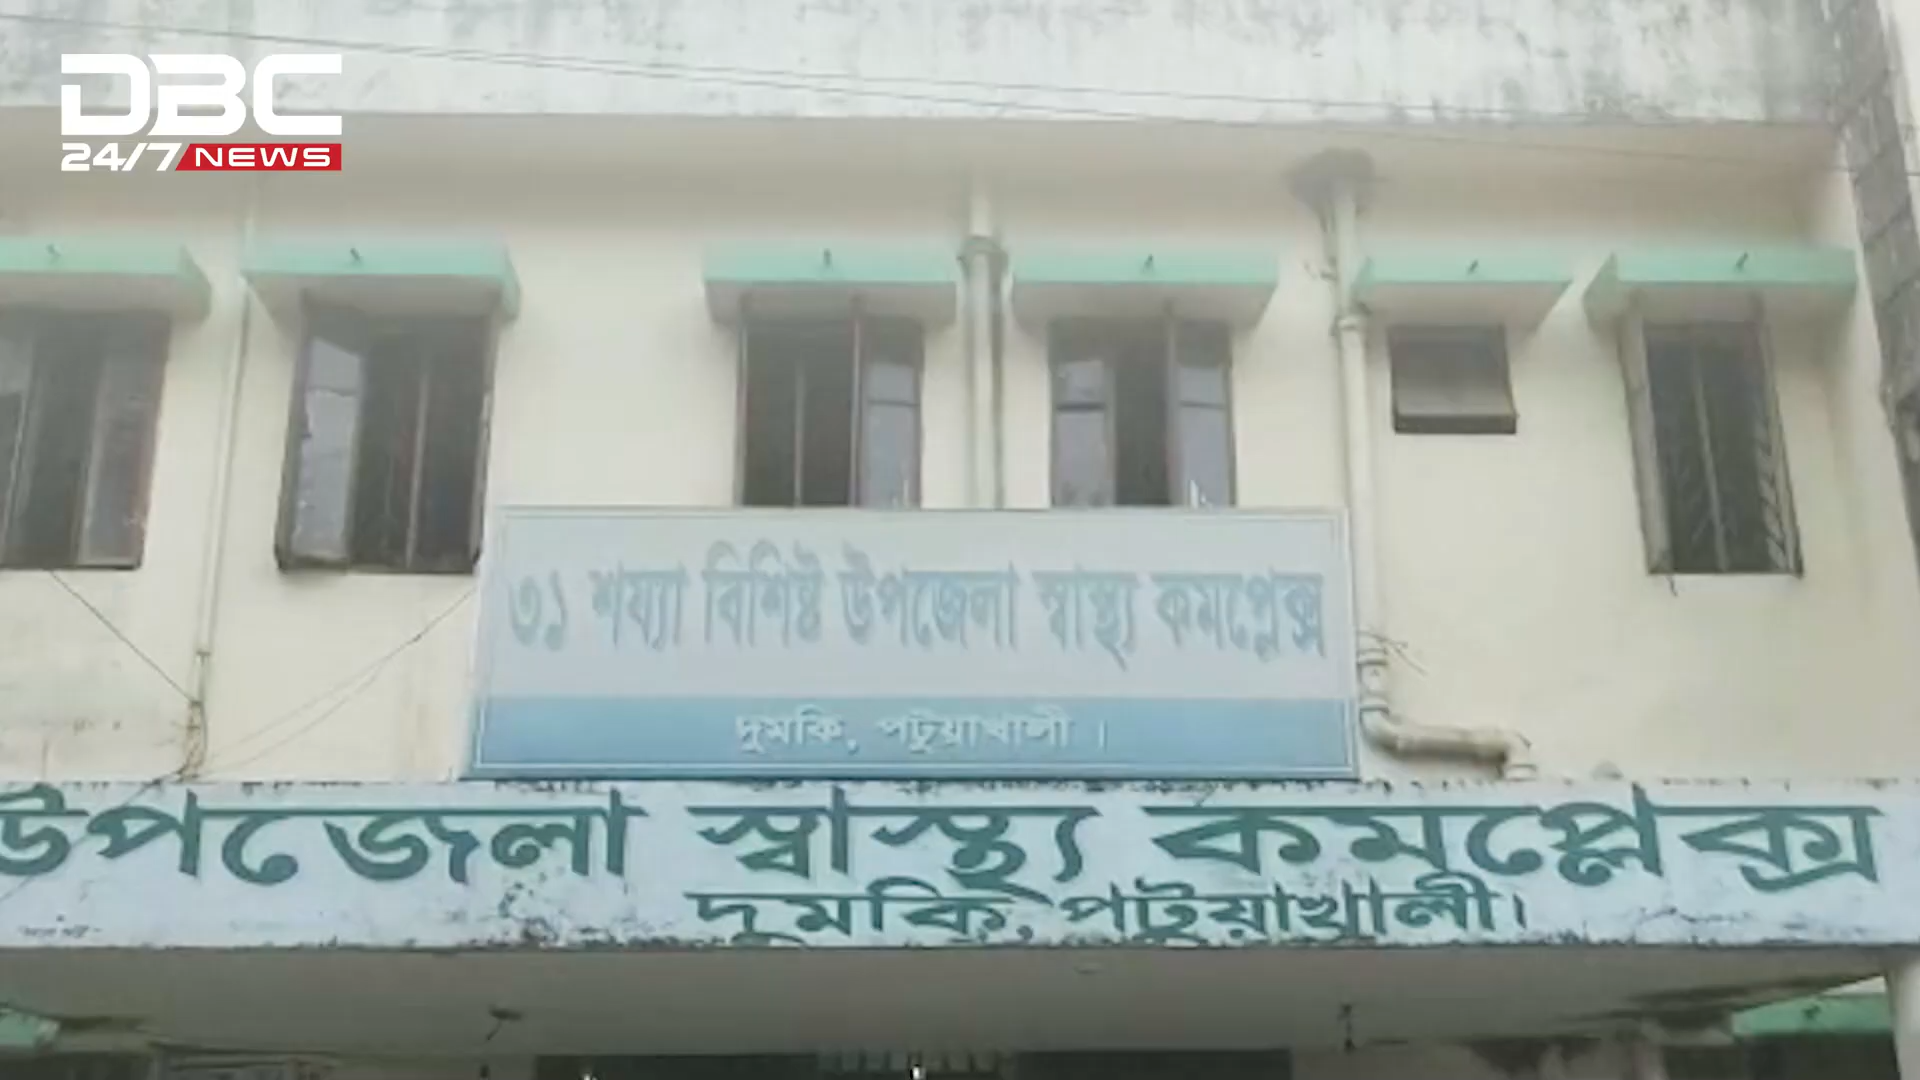 DBC
24/7 NEWS
৩১ শয্যা বিশিষ্ট উপজেলা স্বাস্থ্য কমপ্লেক্স
দুমকি, পটুয়াখালী ।
উপজেলা স্বাস্থ্য কমপ্লেক্স
দুমকি, পটুয়াখালী।